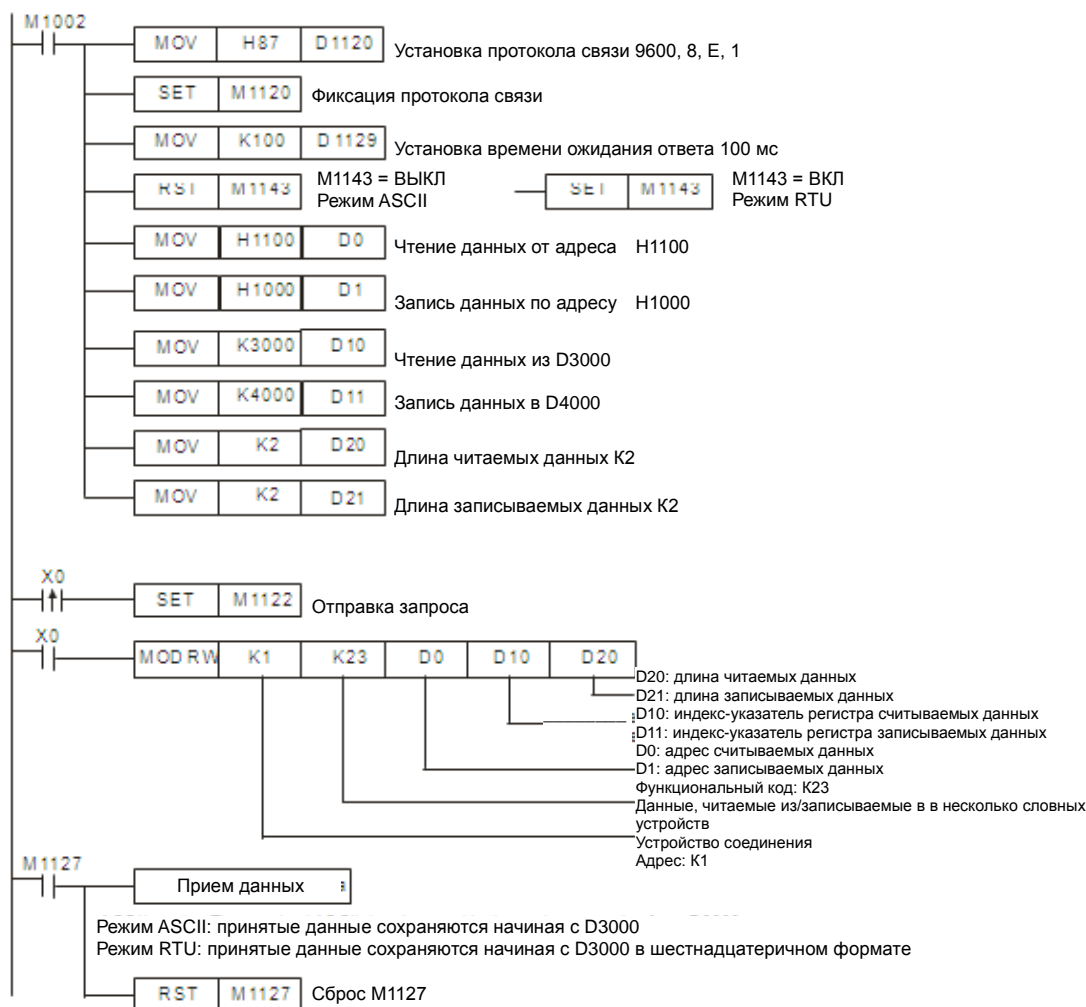 M1002
MOV H87 D1120 Установка протокола связи 9600, 8, E, 1
SET M1120 Фиксация протокола связи
MOV K100 D1129 Установка времени ожидания ответа 100 мс
RST M1143 M1143 = ВЫКЛ
Режим ASCII
SET M1143 M1143 = ВКЛ
Режим RTU
MOV H1100 D0 Чтение данных от адреса H1100
MOV H1000 D1 Запись данных по адресу H1000
MOV K3000 D10 Чтение данных из D3000
MOV K4000 D11 Запись данных в D4000
MOV K2 D20 Длина читаемых данных К2
MOV K2 D21 Длина записываемых данных К2
X0
SET M1122 Отправка запроса
X0
MODRW K1 K23 D0 D10 D20
D20: длина читаемых данных
D21: длина записываемых данных
D10: индекс-указатель регистра считываемых данных
D11: индекс-указатель регистра записываемых данных
D0: адрес считываемых данных
D1: адрес записываемых данных
Функциональный код: К23
Данные, читаемые из/записываемые в в несколько словных
устройств
Устройство соединения
Адрес: К1
M1127
Прием данных
Режим ASCII: принятые данные сохраняются начиная с D3000
Режим RTU: принятые данные сохраняются начиная с D3000 в шестнадцатеричном формате
RST M1127 Сброс M1127